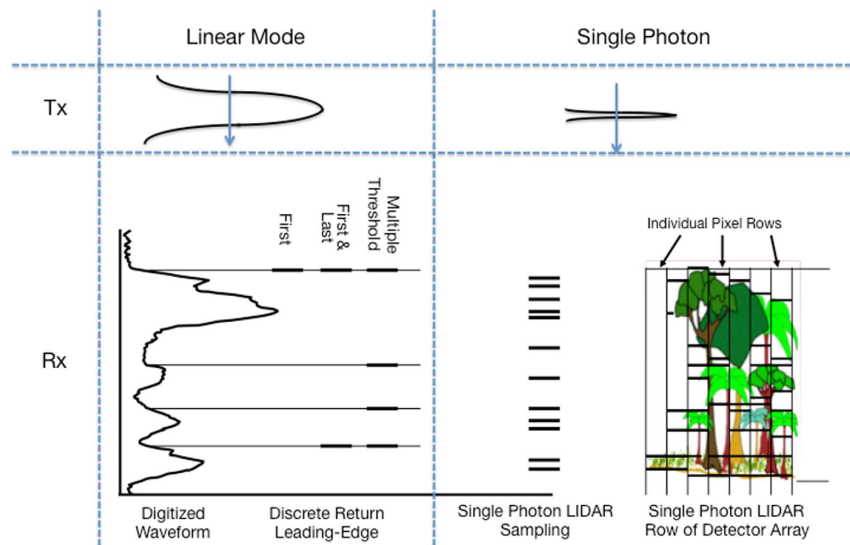 Linear Mode
Single Photon
Tx
First
First &
Last
Multiple
Threshold
Individual Pixel Rows
Rx
Digitized
Waveform
Discrete Return
Leading-Edge
Single Photon LIDAR
Sampling
Single Photon LIDAR
Row of Detector Array